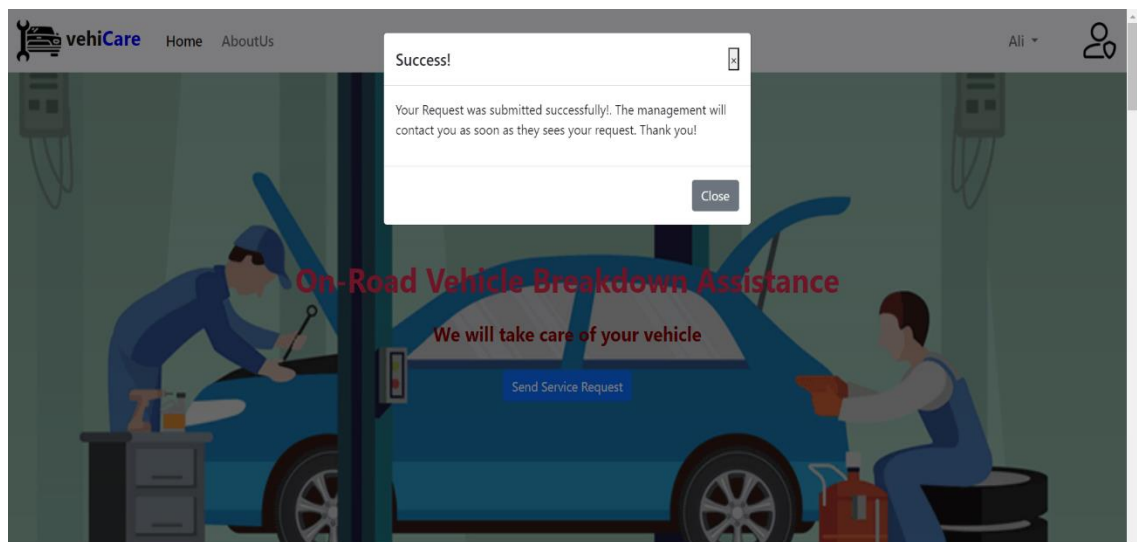 vehiCare Home AboutUs Ali
Success! ×
Your Request was submitted successfully!. The management will
contact you as soon as they sees your request. Thank you!
Close
On-Road Vehicle Breakdown Assistance
We will take care of your vehicle
Send Service Request